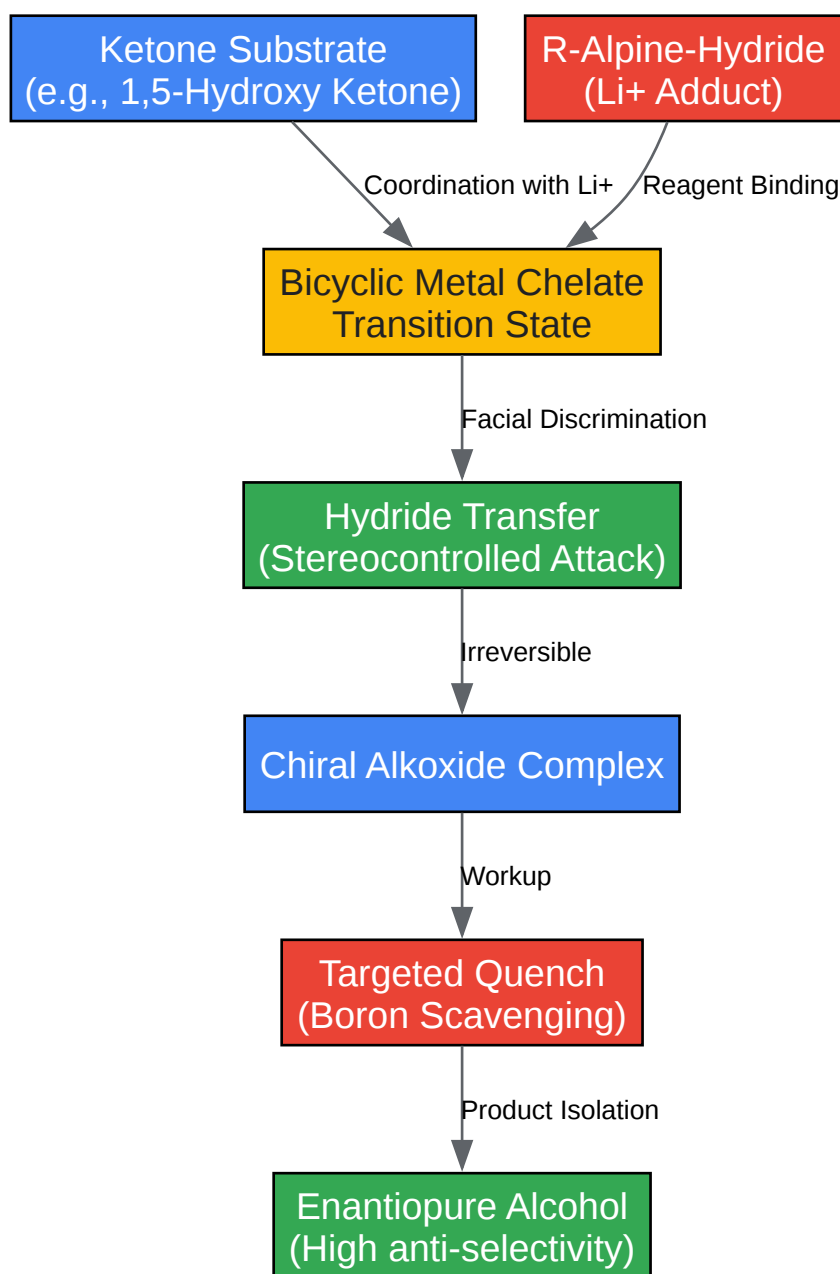 Ketone Substrate
(e.g., 1,5-Hydroxy Ketone)
R-Alpine-Hydride
(Li+ Adduct)
Coordination with Li+
Reagent Binding
Bicyclic Metal Chelate
Transition State
Facial Discrimination
Hydride Transfer
(Stereocontrolled Attack)
Irreversible
Chiral Alkoxide Complex
Workup
Targeted Quench
(Boron Scavenging)
Product Isolation
Enantiopure Alcohol
(High anti-selectivity)